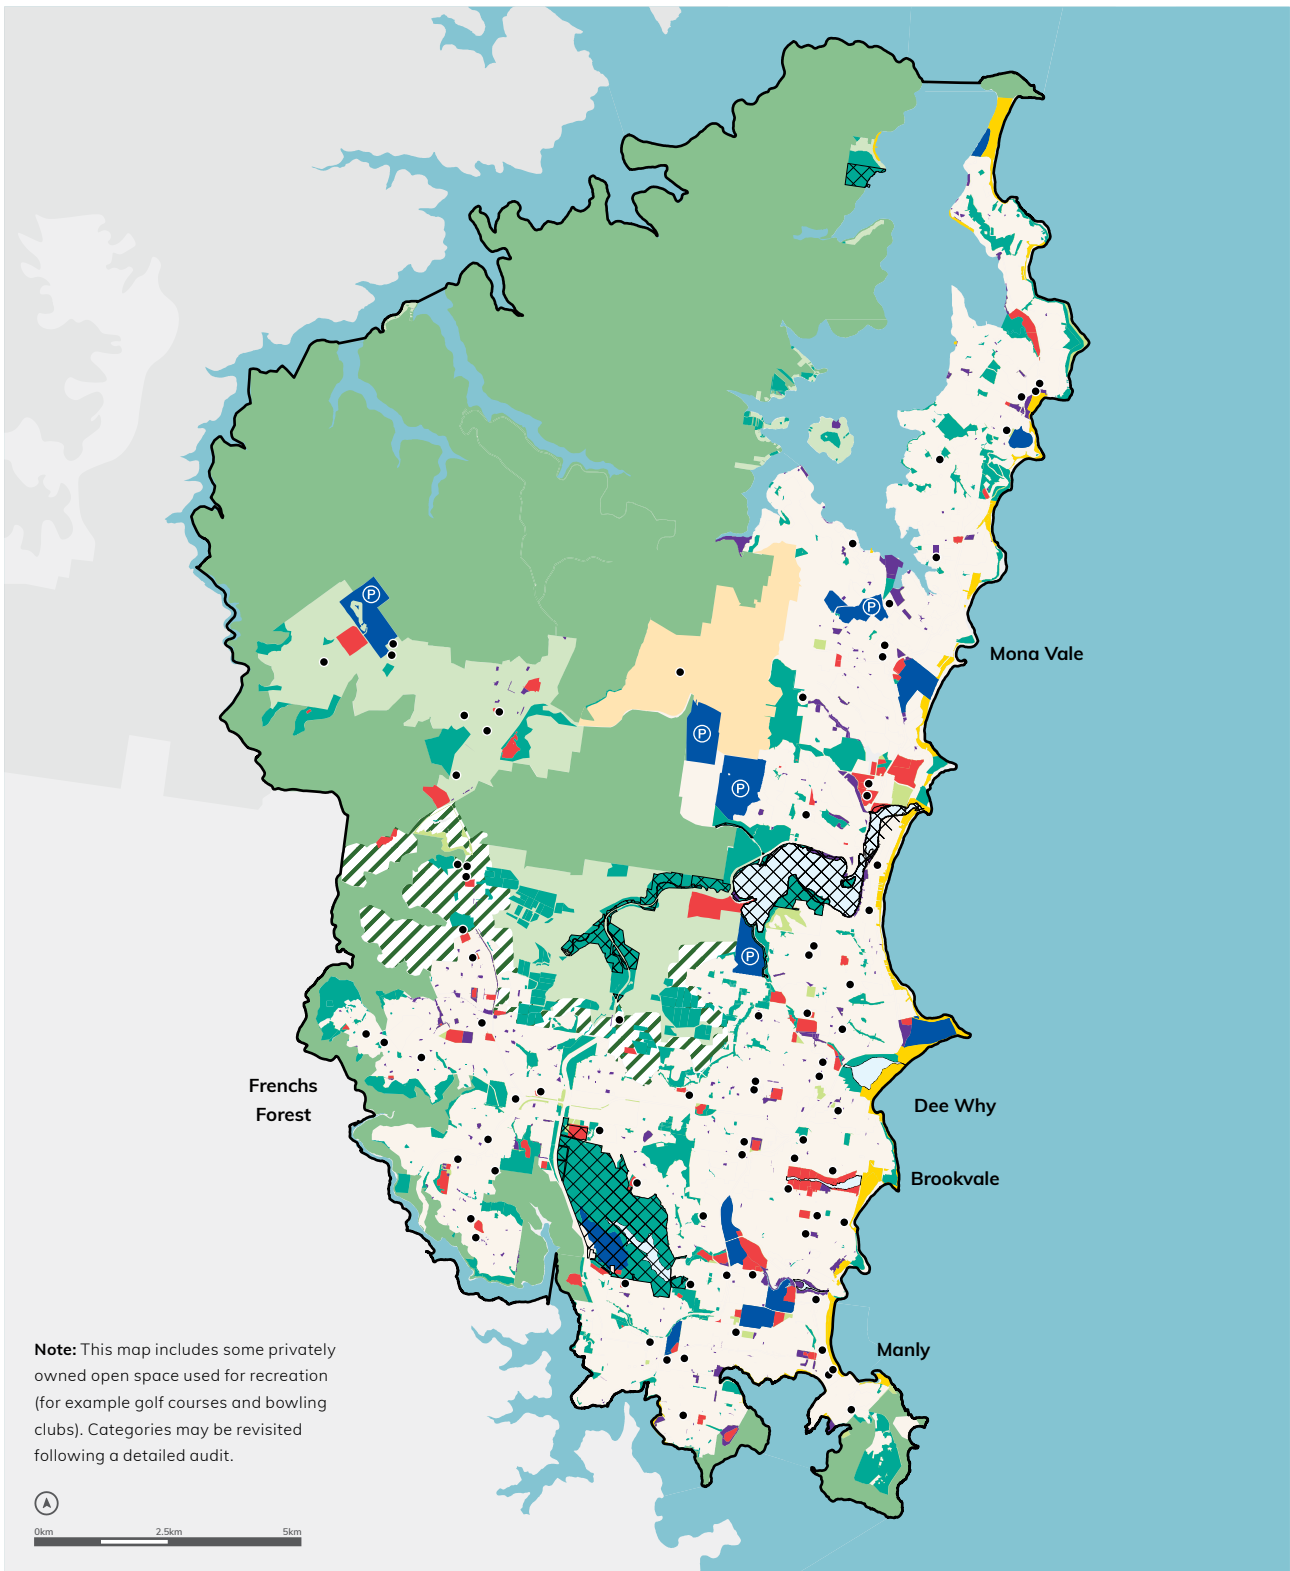 P
P
Mona Vale
P
P
P
Frenchs
Forest
Dee Why
Brookvale
Manly
Note: This map includes some privately
owned open space used for recreation
(for example golf courses and bowling
clubs). Categories may be revisited
following a detailed audit.
0km 2.5km 5km